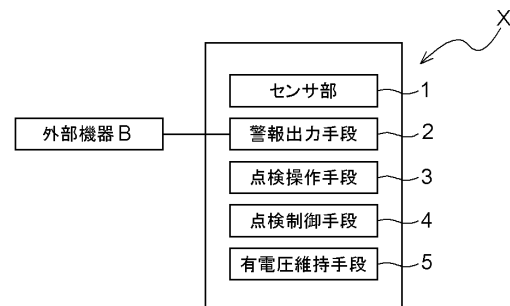 X
センサ部 1
外部機器B 警報出力手段 2
点検操作手段 3
点検制御手段 4
有電圧維持手段 5